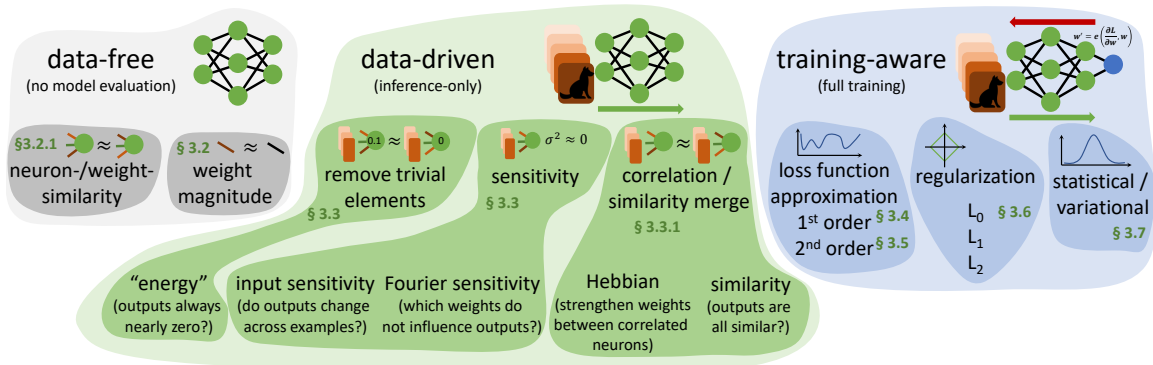 data-free
(no model evaluation)
§3.2.1
≈
neuron-/weight-
similarity
§ 3.2
≈
weight
magnitude
data-driven
(inference-only)
0.1 ≈ 0
remove trivial
elements
§ 3.3
σ² ≈ 0
sensitivity
§ 3.3
≈
correlation /
similarity merge
§ 3.3.1
"energy"
(outputs always
nearly zero?)
input sensitivity
(do outputs change
across examples?)
Fourier sensitivity
(which weights do
not influence outputs?)
Hebbian
(strengthen weights
between correlated
neurons)
similarity
(outputs are
all similar?)
training-aware
(full training)
w' = e(∂L/∂w, w)
loss function
approximation
1st order § 3.4
2nd order § 3.5
regularization
L0 § 3.6
L1
L2
statistical /
variational
§ 3.7